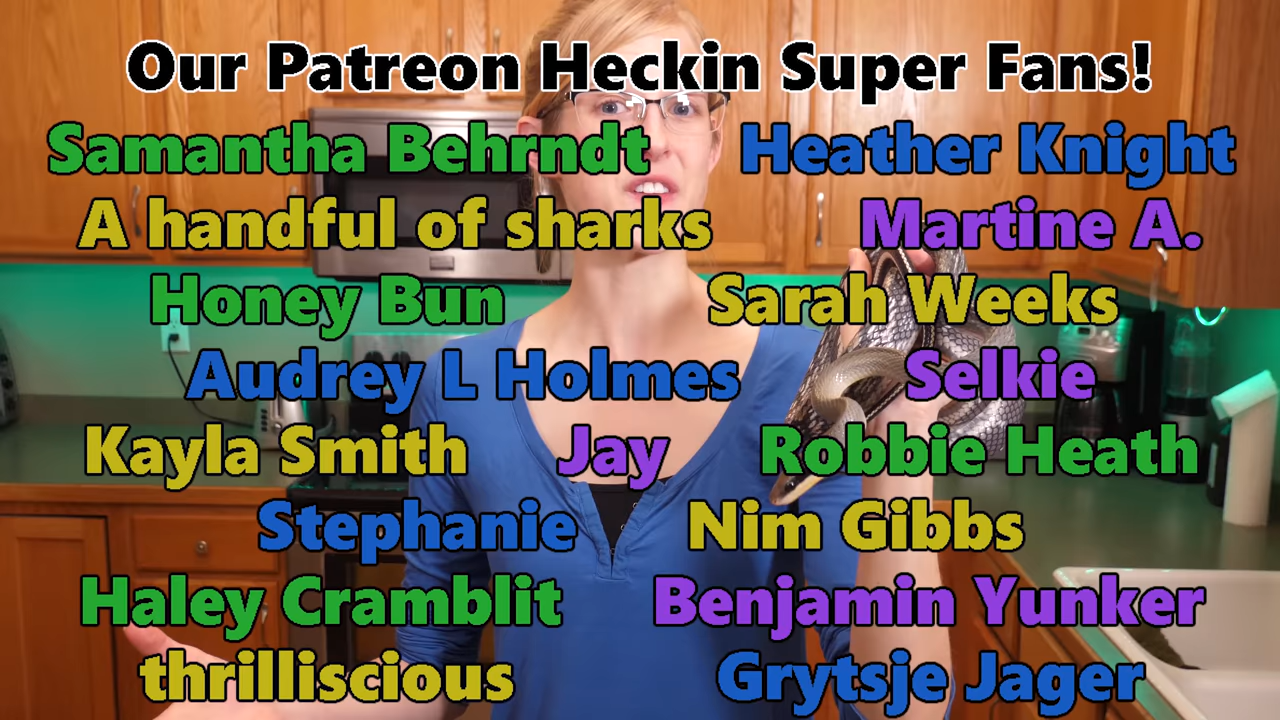 Our Patreon Heckin Super Fans!
Samantha Behrndt Heather Knight
A handful of sharks Martine A.
Honey Bun Sarah Weeks
Audrey L Holmes Selkie
Kayla Smith Jay Robbie Heath
Stephanie Nim Gibbs
Haley Cramblit Benjamin Yunker
thrilliscious Grytsje Jager